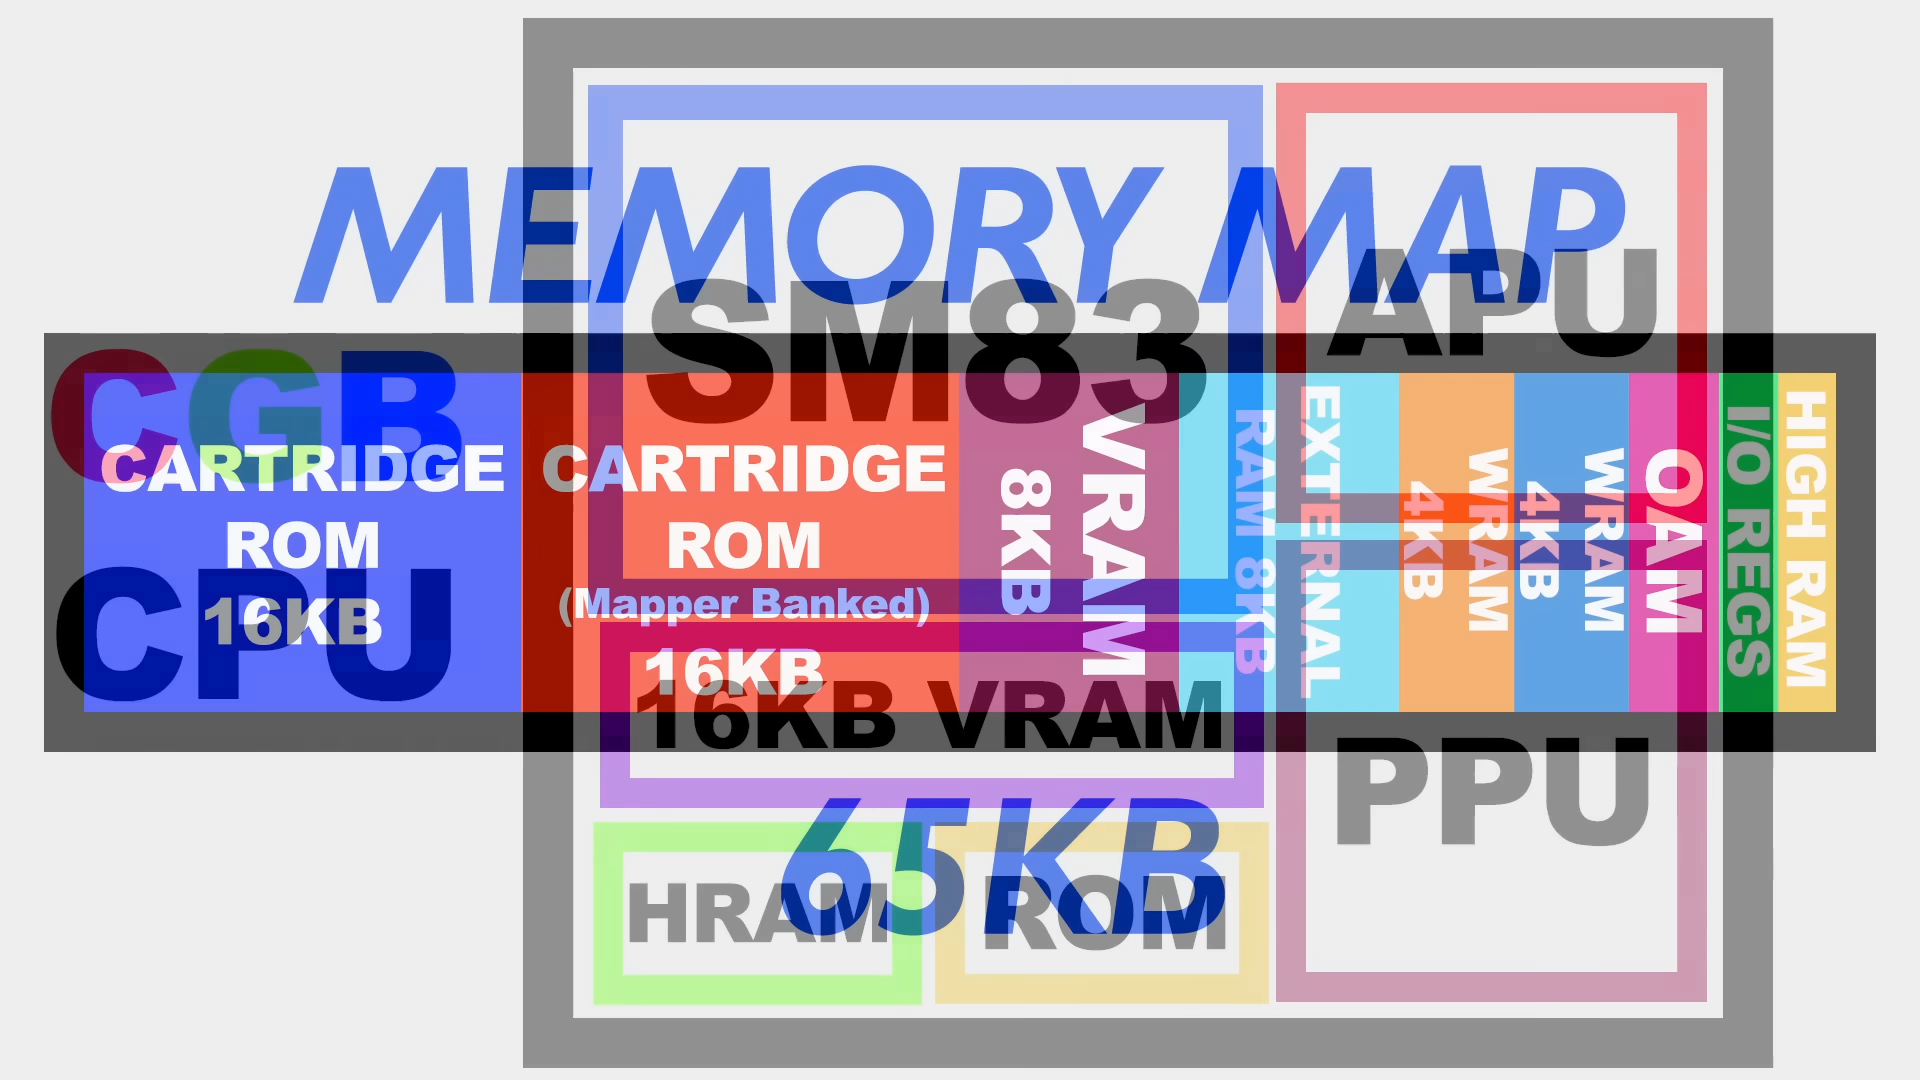 MEMORY MAP
APU
SM83
CGB
CPU
CARTRIDGE
ROM
16KB
CARTRIDGE
ROM
(Mapper Banked)
16KB
VRAM
8KB
EXTERNAL
RAM 8KB
WRAM
4KB
WRAM
4KB
OAM
I/O REGS
HIGH RAM
16KB VRAM
PPU
65KB
HRAM
ROM